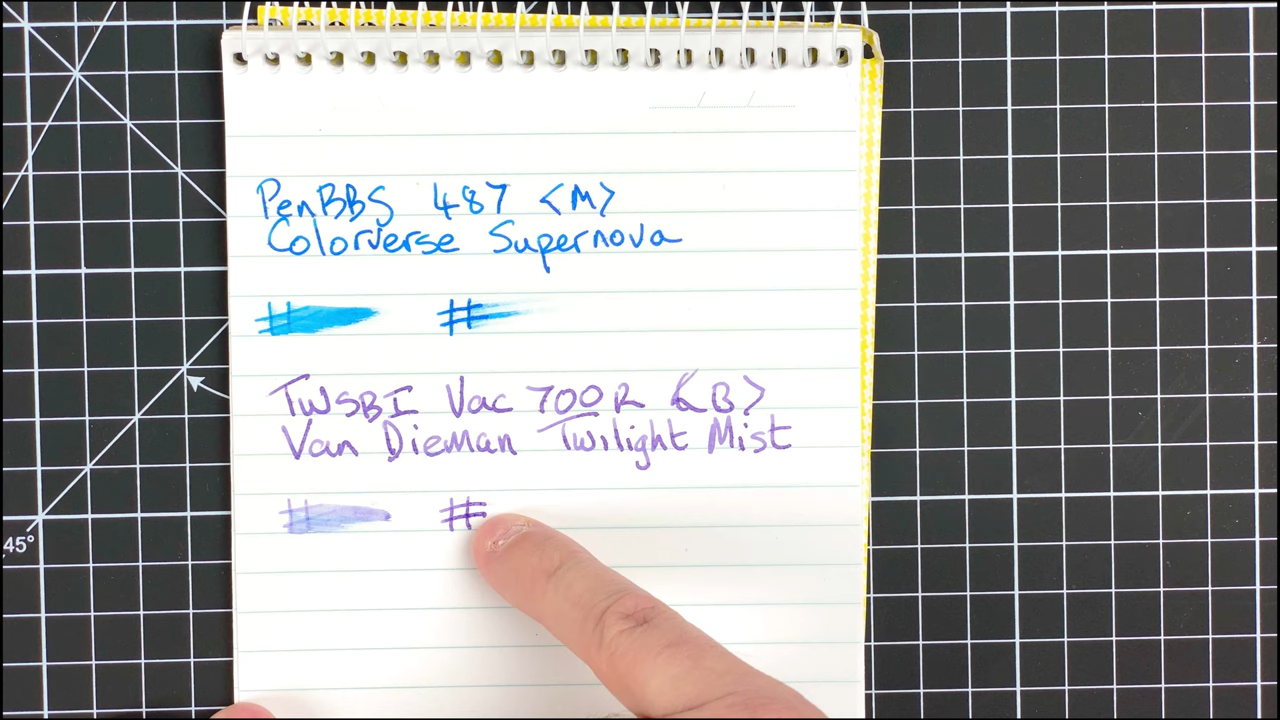 PenBBS 487 <M>
Colorverse Supernova
# #
TWSBI Vac 700R <B>
Van Dieman Twilight Mist
# #
45°